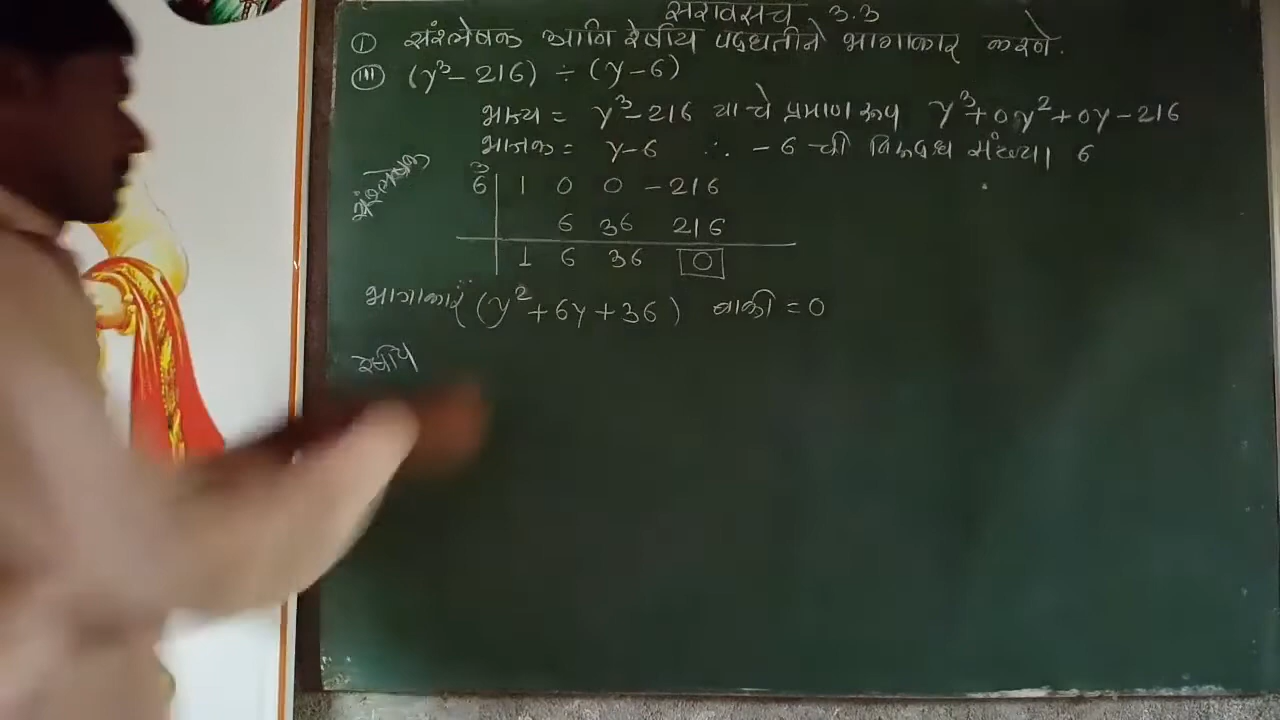 सरावसंच 3.3
① संश्लेषक आणि रेषीय पद्धतीने भागाकार करणे.
(III) (y³ - 216) ÷ (y - 6)
भाज्य = y³ - 216 याचे प्रमाण रूप y³ + 0y² + 0y - 216
भाजक = y - 6 ∴ - 6 ची विरुद्ध संख्या 6
संश्लेषक
6 | 1 0 0 - 216
6 36 216
1 6 36 0
भागाकार (y² + 6y + 36) बाकी = 0
रेषीय